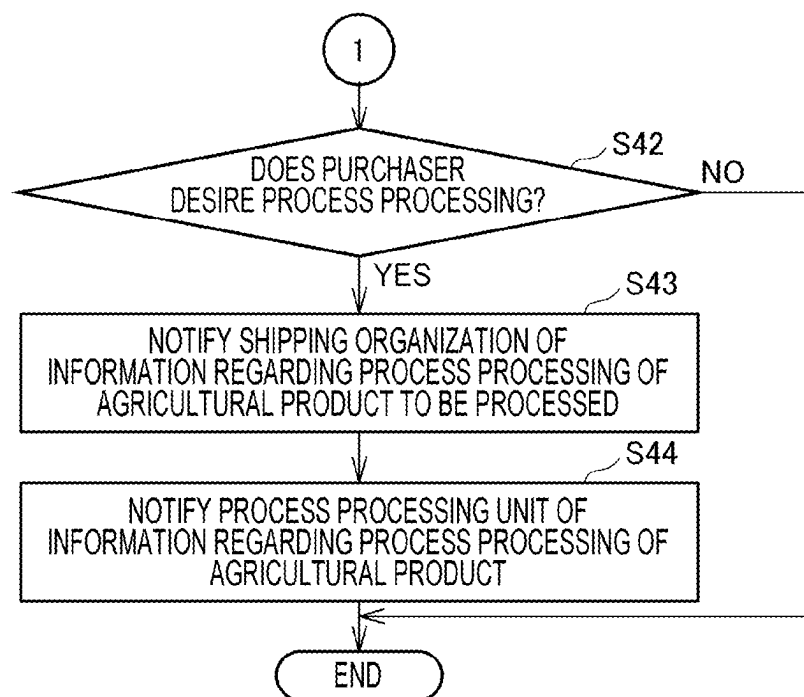 1
S42
DOES PURCHASER
DESIRE PROCESS PROCESSING?
NO
YES
S43
NOTIFY SHIPPING ORGANIZATION OF
INFORMATION REGARDING PROCESS PROCESSING OF
AGRICULTURAL PRODUCT TO BE PROCESSED
S44
NOTIFY PROCESS PROCESSING UNIT OF
INFORMATION REGARDING PROCESS PROCESSING OF
AGRICULTURAL PRODUCT
END